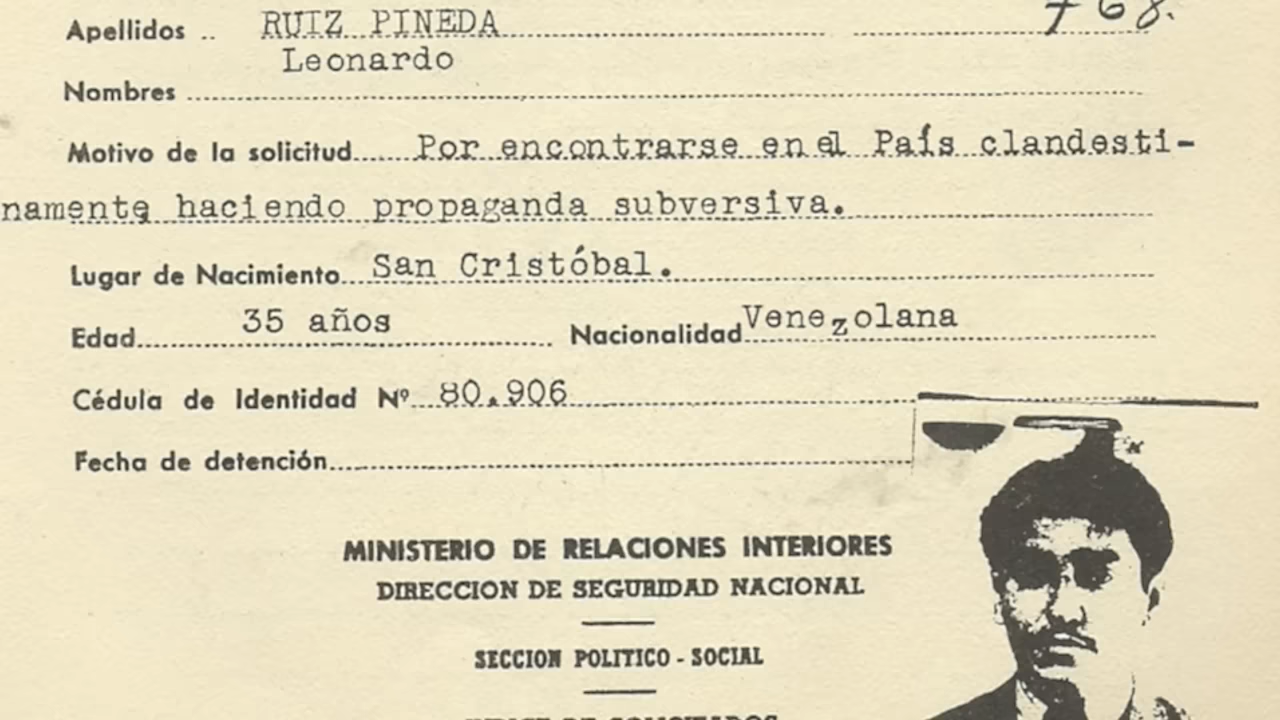 Apellidos .. RUIZ PINEDA 768.
Leonardo
Nombres
Motivo de la solicitud Por encontrarse en el País clandesti-
namente haciendo propaganda subversiva.
Lugar de Nacimiento San Cristóbal.
Edad 35 años Nacionalidad Venezolana
Cédula de Identidad Nº 80.906
Fecha de detención
MINISTERIO DE RELACIONES INTERIORES
DIRECCION DE SEGURIDAD NACIONAL
SECCION POLITICO - SOCIAL